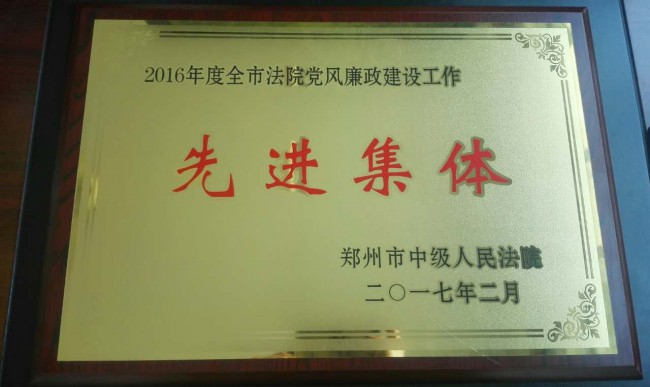 2016年度全市法院党风廉政建设工作
先进集体
郑州市中级人民法院
二〇一七年二月